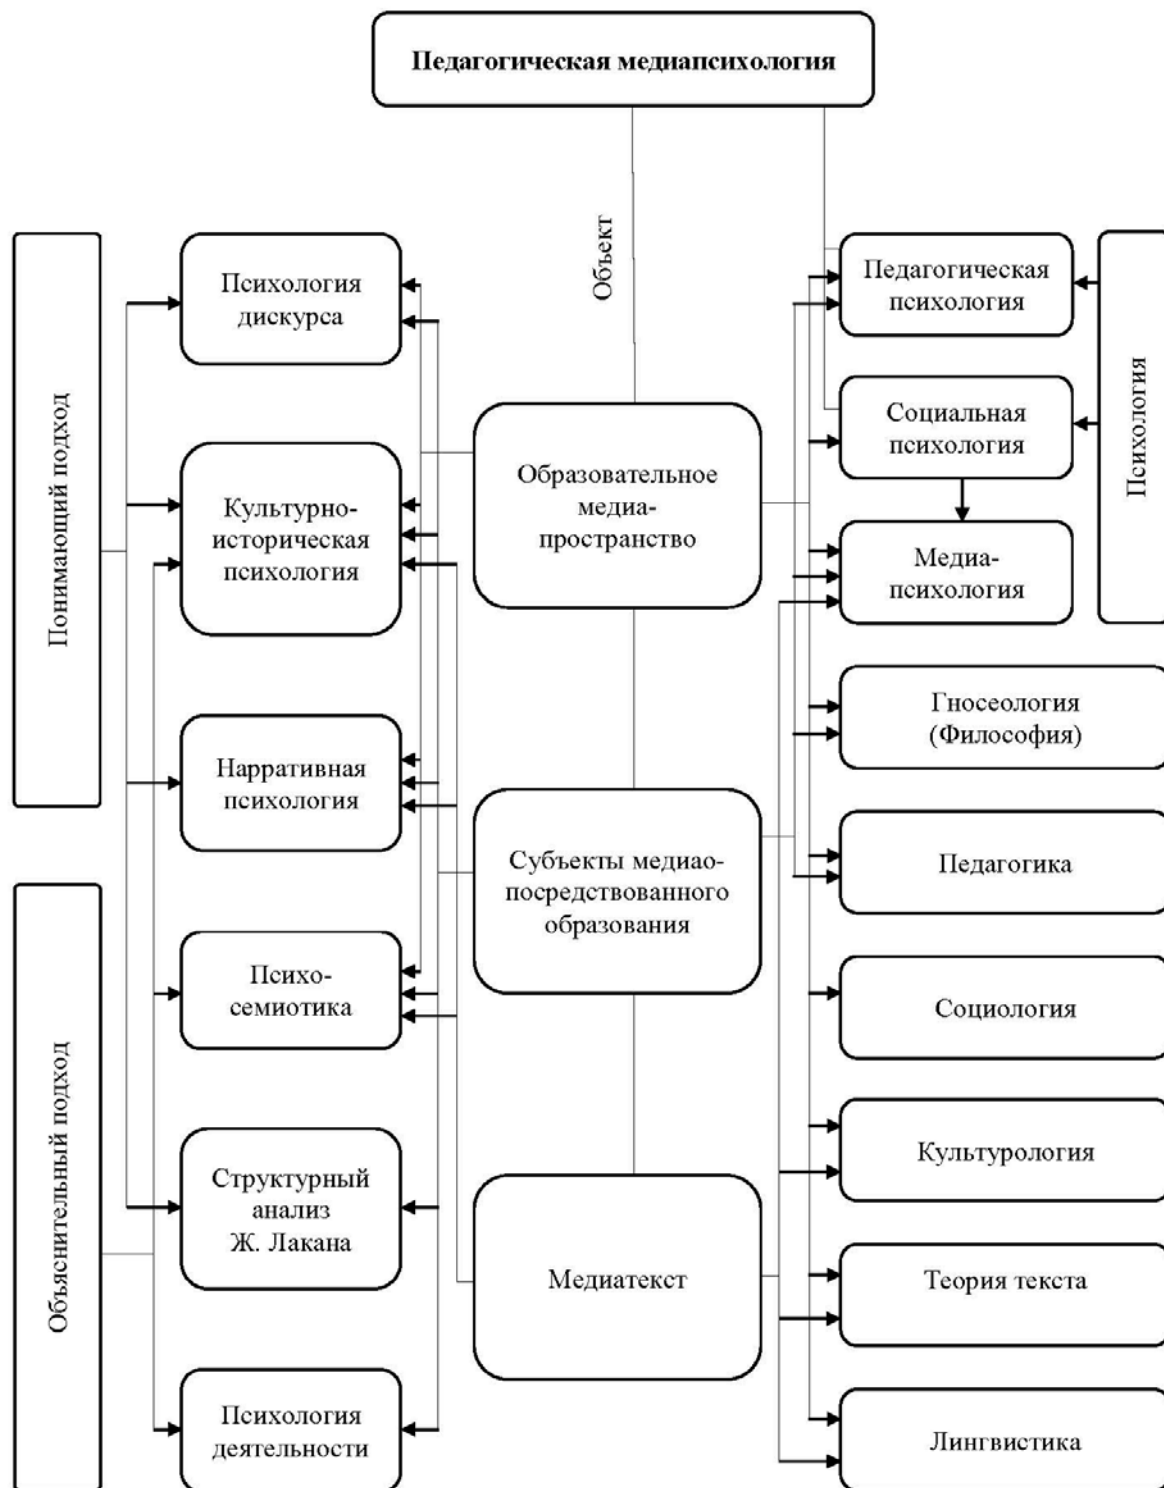 Педагогическая медиапсихология
Объект
Понимающий подход
Объяснительный подход
Психология
дискурса
Культурно-
историческая
психология
Нарративная
психология
Психо-
семиотика
Структурный
анализ
Ж. Лакана
Психология
деятельности
Образовательное
медиа-
пространство
Субъекты медиао-
посредствованного
образования
Медиатекст
Педагогическая
психология
Социальная
психология
Медиа-
психология
Гносеология
(Философия)
Педагогика
Социология
Культурология
Теория текста
Лингвистика
Психология